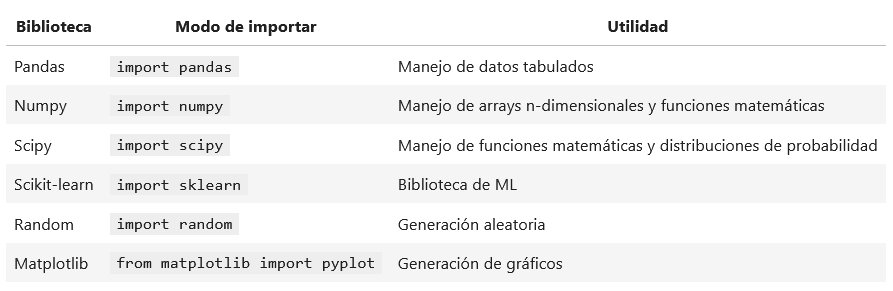 Biblioteca Modo de importar Utilidad
Pandas import pandas Manejo de datos tabulados
Numpy import numpy Manejo de arrays n-dimensionales y funciones matemáticas
Scipy import scipy Manejo de funciones matemáticas y distribuciones de probabilidad
Scikit-learn import sklearn Biblioteca de ML
Random import random Generación aleatoria
Matplotlib from matplotlib import pyplot Generación de gráficos